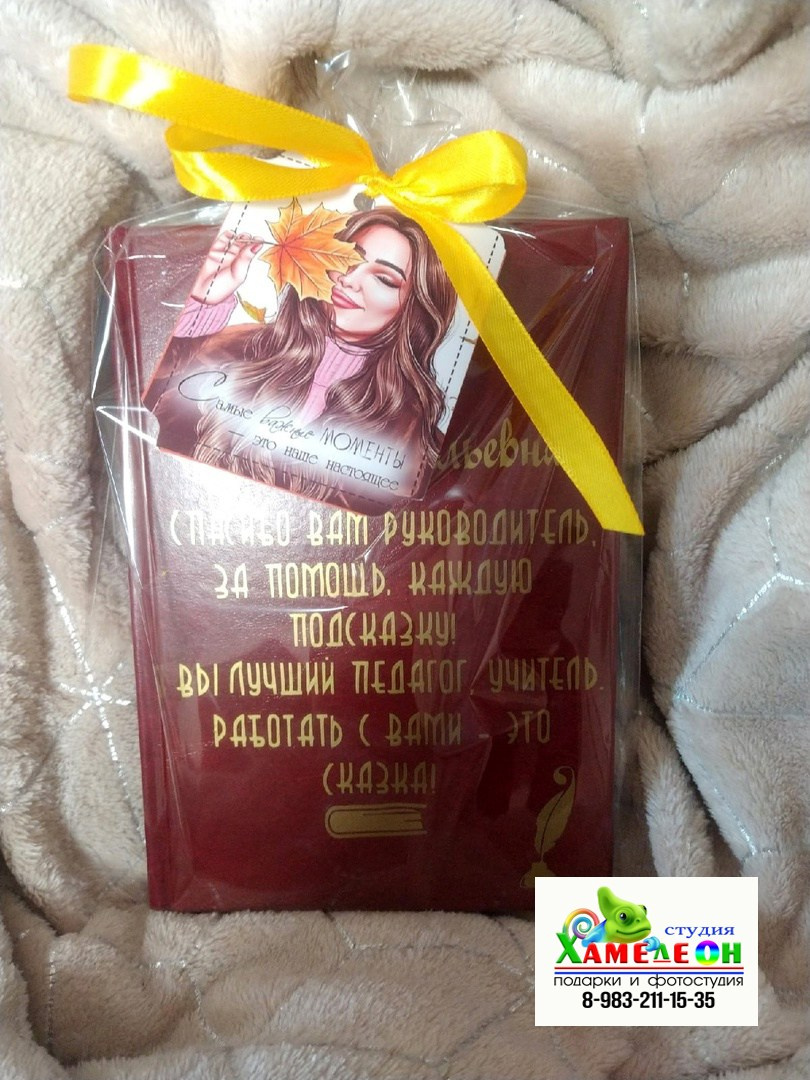 Самые важные МОМЕНТЫ
– это наше настоящее
СПАСИБО ВАМ РУКОВОДИТЕЛЬ,
ЗА ПОМОЩЬ, КАЖДУЮ
ПОДСКАЗКУ!
ВЫ ЛУЧШИЙ ПЕДАГОГ, УЧИТЕЛЬ.
РАБОТАТЬ С ВАМИ - ЭТО
СКАЗКА!
студия
ХАМЕЛЕОН
подарки и фотостудия
8-983-211-15-35